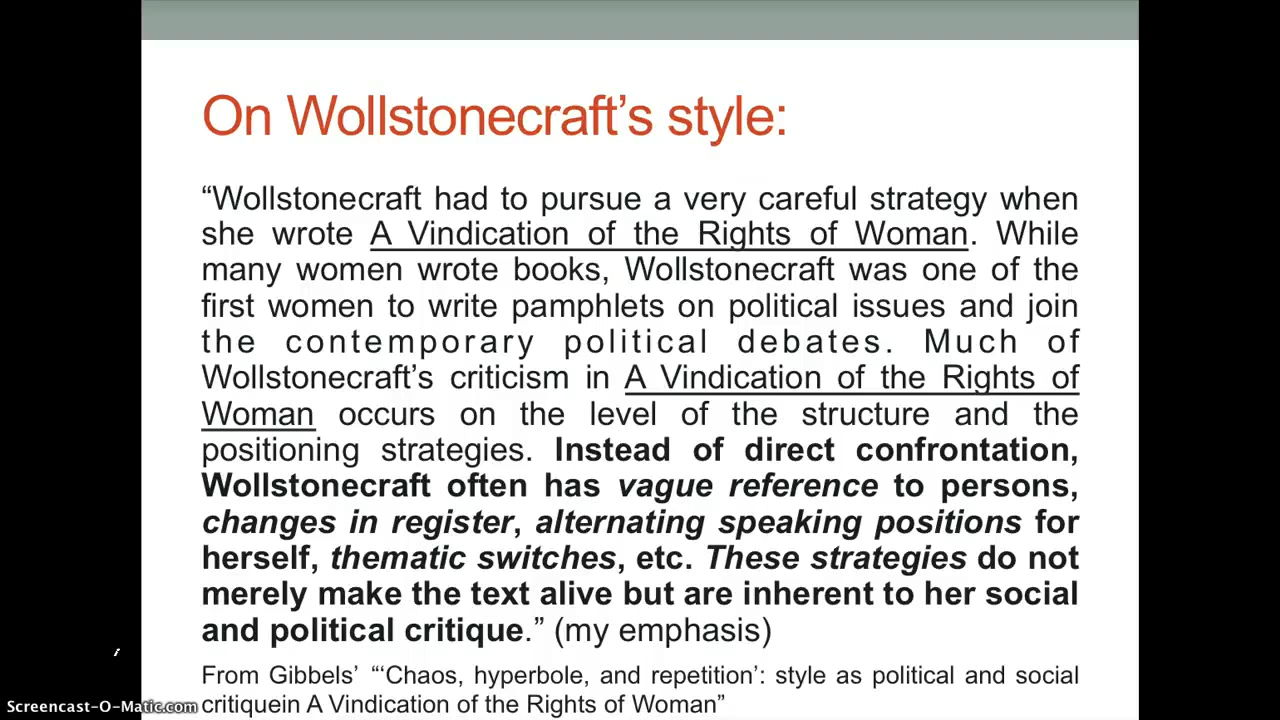 On Wollstonecraft’s style:
“Wollstonecraft had to pursue a very careful strategy when
she wrote A Vindication of the Rights of Woman. While
many women wrote books, Wollstonecraft was one of the
first women to write pamphlets on political issues and join
the contemporary political debates. Much of
Wollstonecraft’s criticism in A Vindication of the Rights of
Woman occurs on the level of the structure and the
positioning strategies. Instead of direct confrontation,
Wollstonecraft often has vague reference to persons,
changes in register, alternating speaking positions for
herself, thematic switches, etc. These strategies do not
merely make the text alive but are inherent to her social
and political critique.” (my emphasis)
From Gibbels’ “‘Chaos, hyperbole, and repetition’: style as political and social
critiquein A Vindication of the Rights of Woman”
Screencast-O-Matic.com